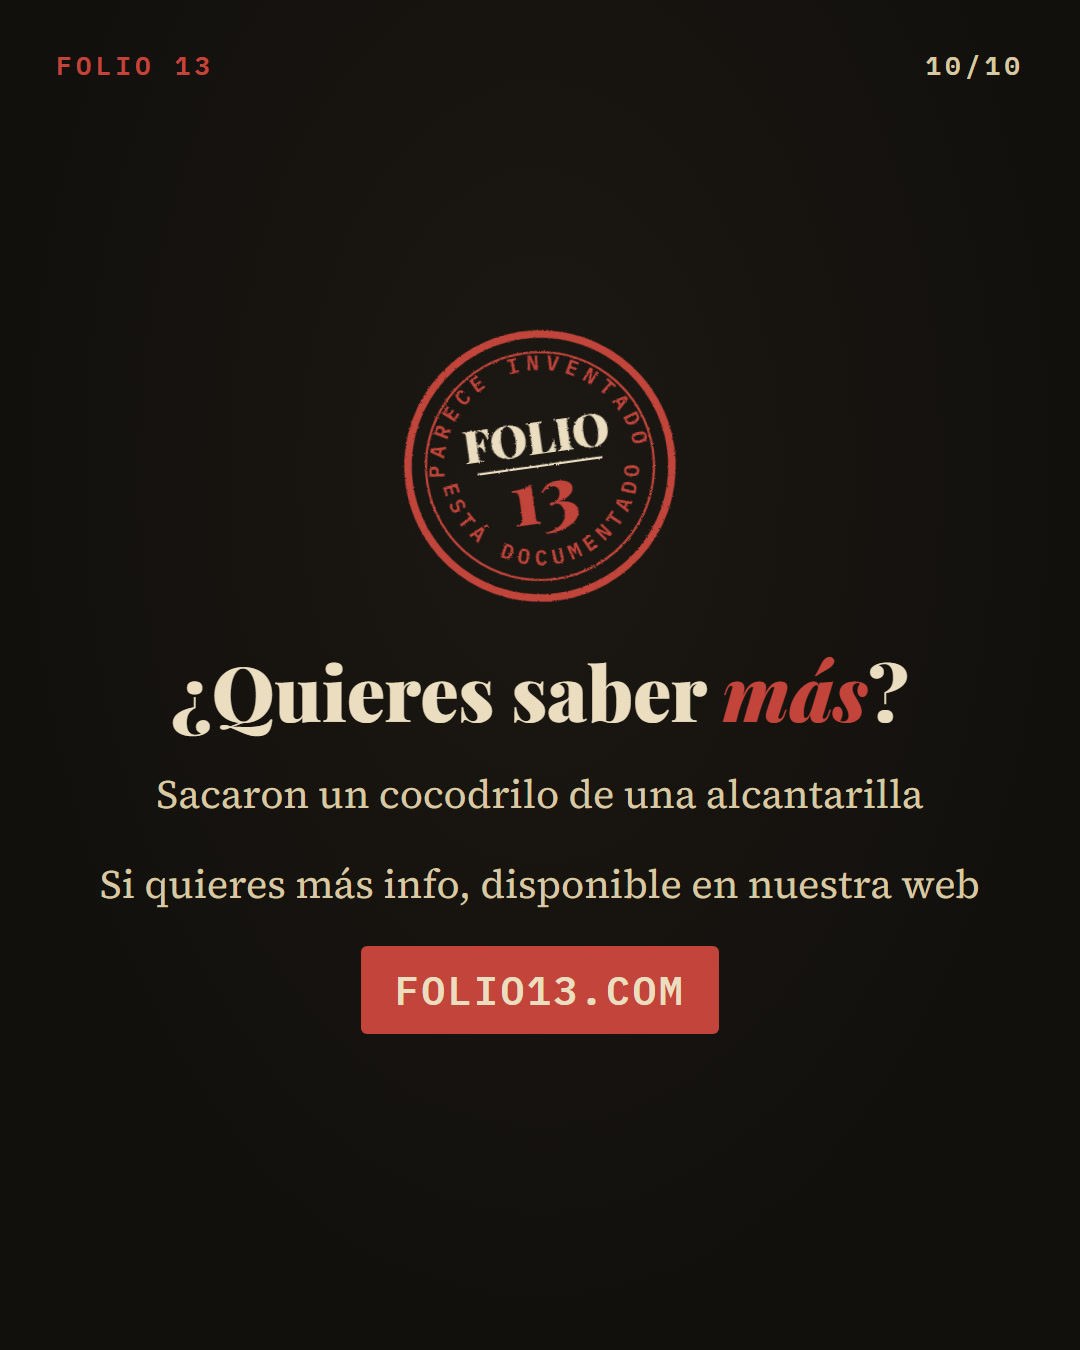 FOLIO 13
10/10
PARECE INVENTADO
FOLIO
13
ESTÁ DOCUMENTADO
¿Quieres saber más?
Sacaron un cocodrilo de una alcantarilla
Si quieres más info, disponible en nuestra web
FOLIO13.COM